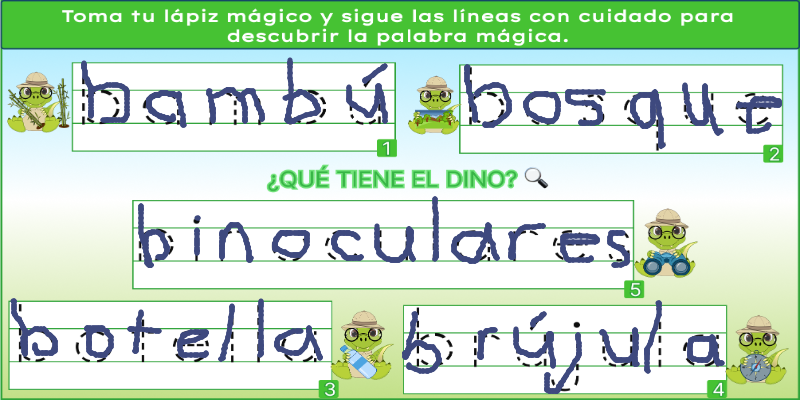 Toma tu lápiz mágico y sigue las líneas con cuidado para
descubrir la palabra mágica.
bambú
1
bosque
2
¿QUÉ TIENE EL DINO?
binoculares
5
botella
3
brújula
4